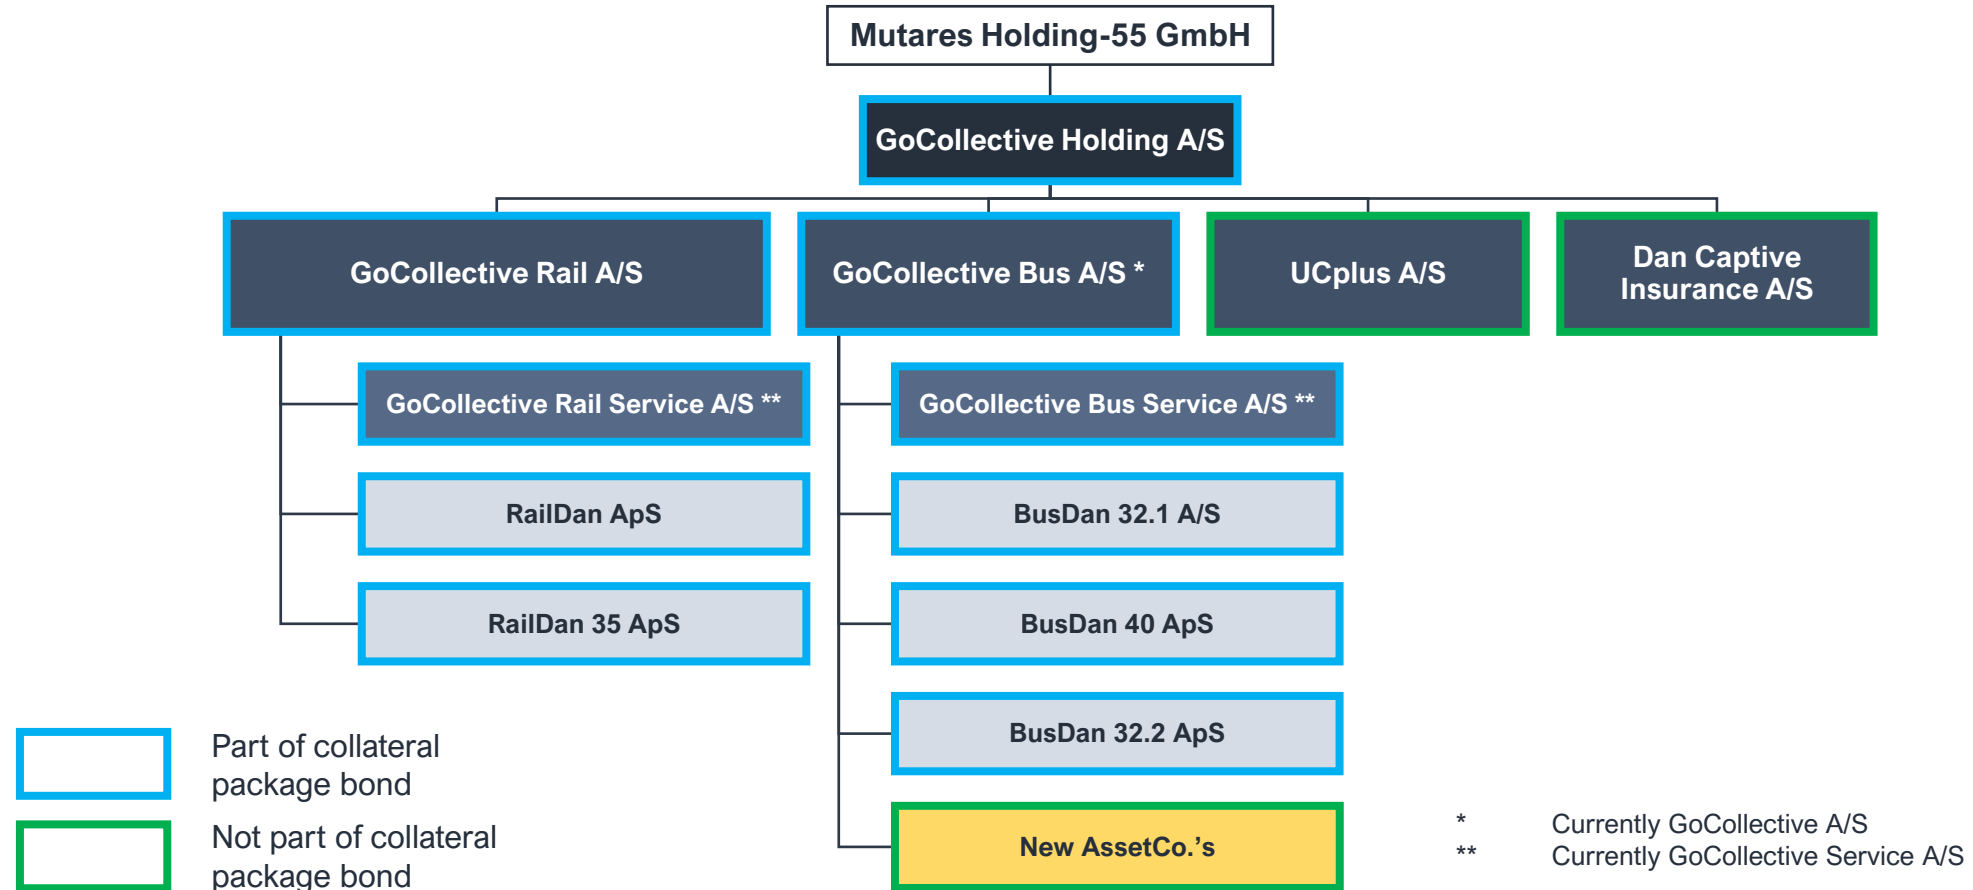 Mutares Holding-55 GmbH
GoCollective Holding A/S
GoCollective Rail A/S
GoCollective Bus A/S *
UCplus A/S
Dan Captive
Insurance A/S
GoCollective Rail Service A/S **
GoCollective Bus Service A/S **
RailDan ApS
BusDan 32.1 A/S
RailDan 35 ApS
BusDan 40 ApS
BusDan 32.2 ApS
New AssetCo.'s
Part of collateral
package bond
Not part of collateral
package bond
* Currently GoCollective A/S
** Currently GoCollective Service A/S